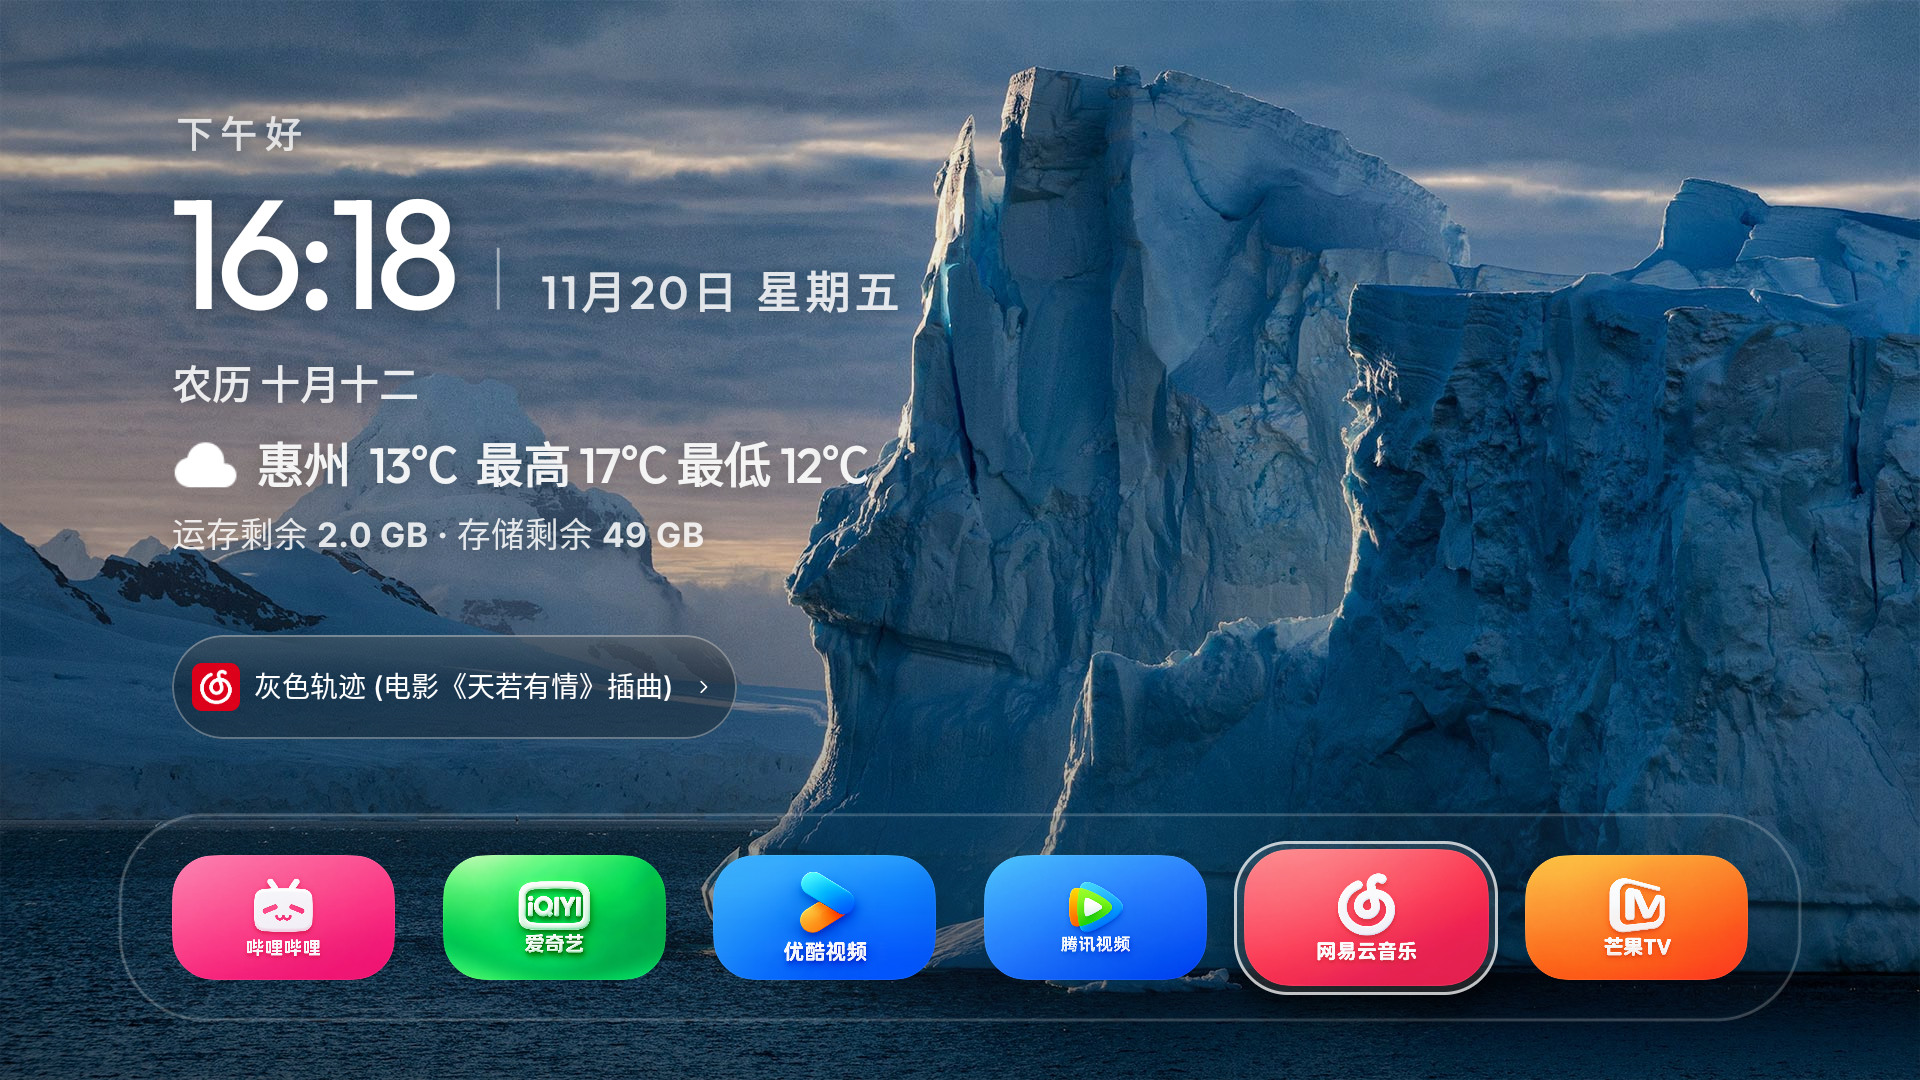 下午好
16:18
11月20日 星期五
农历 十月十二
惠州 13°C 最高 17°C 最低 12°C
运存剩余 2.0 GB · 存储剩余 49 GB
灰色轨迹 (电影《天若有情》插曲) ›
哔哩哔哩
iQIYI
爱奇艺
优酷视频
腾讯视频
网易云音乐
芒果TV